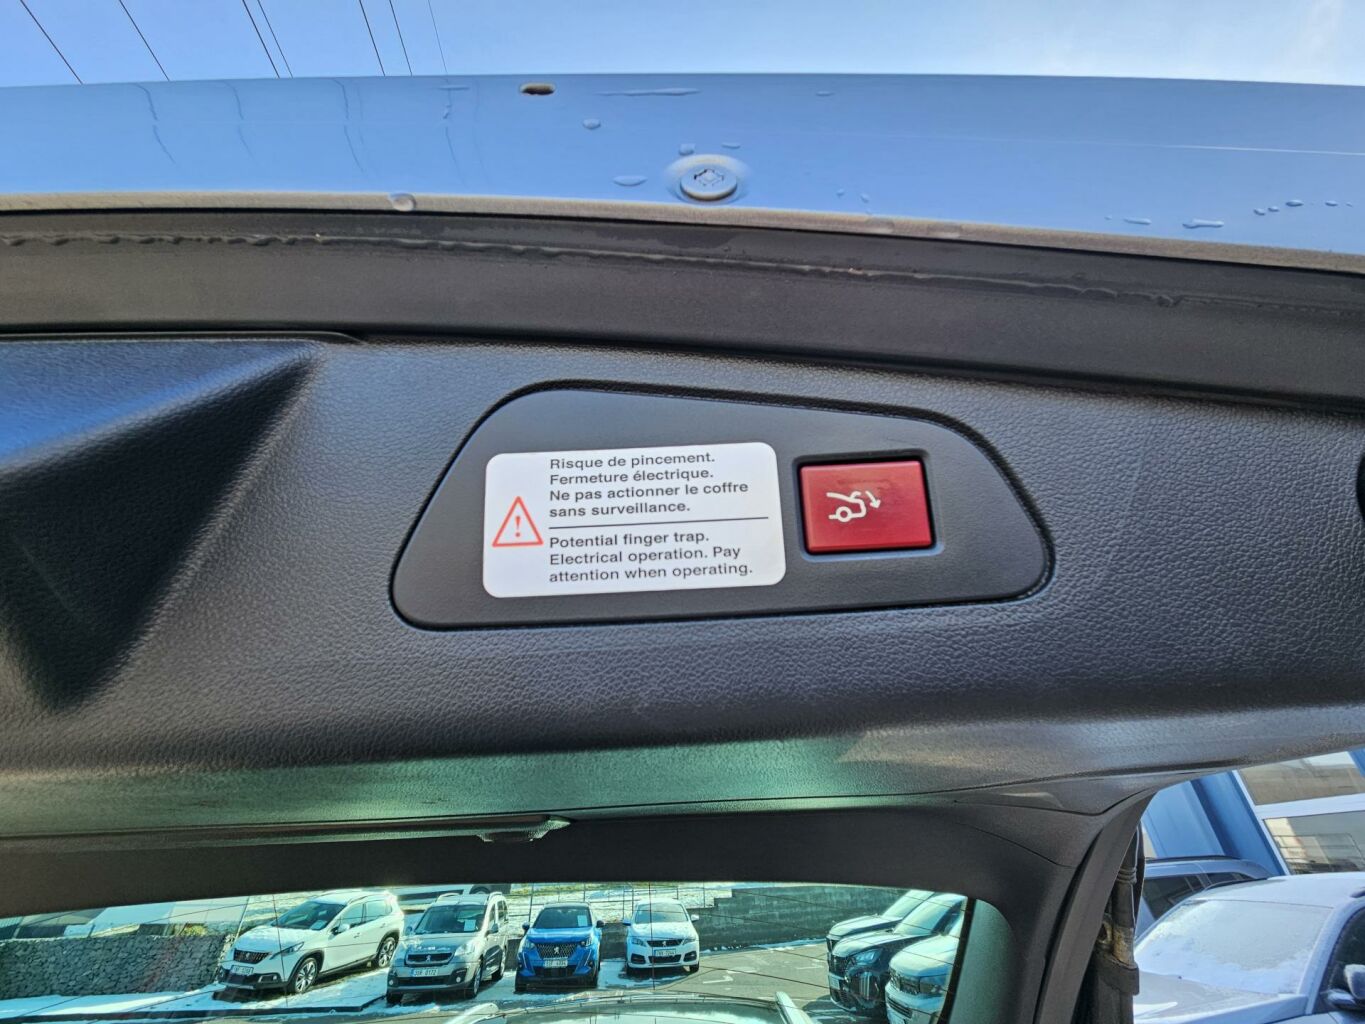 Risque de pincement.
Fermeture électrique.
Ne pas actionner le coffre
sans surveillance.
Potential finger trap.
Electrical operation. Pay
attention when operating.